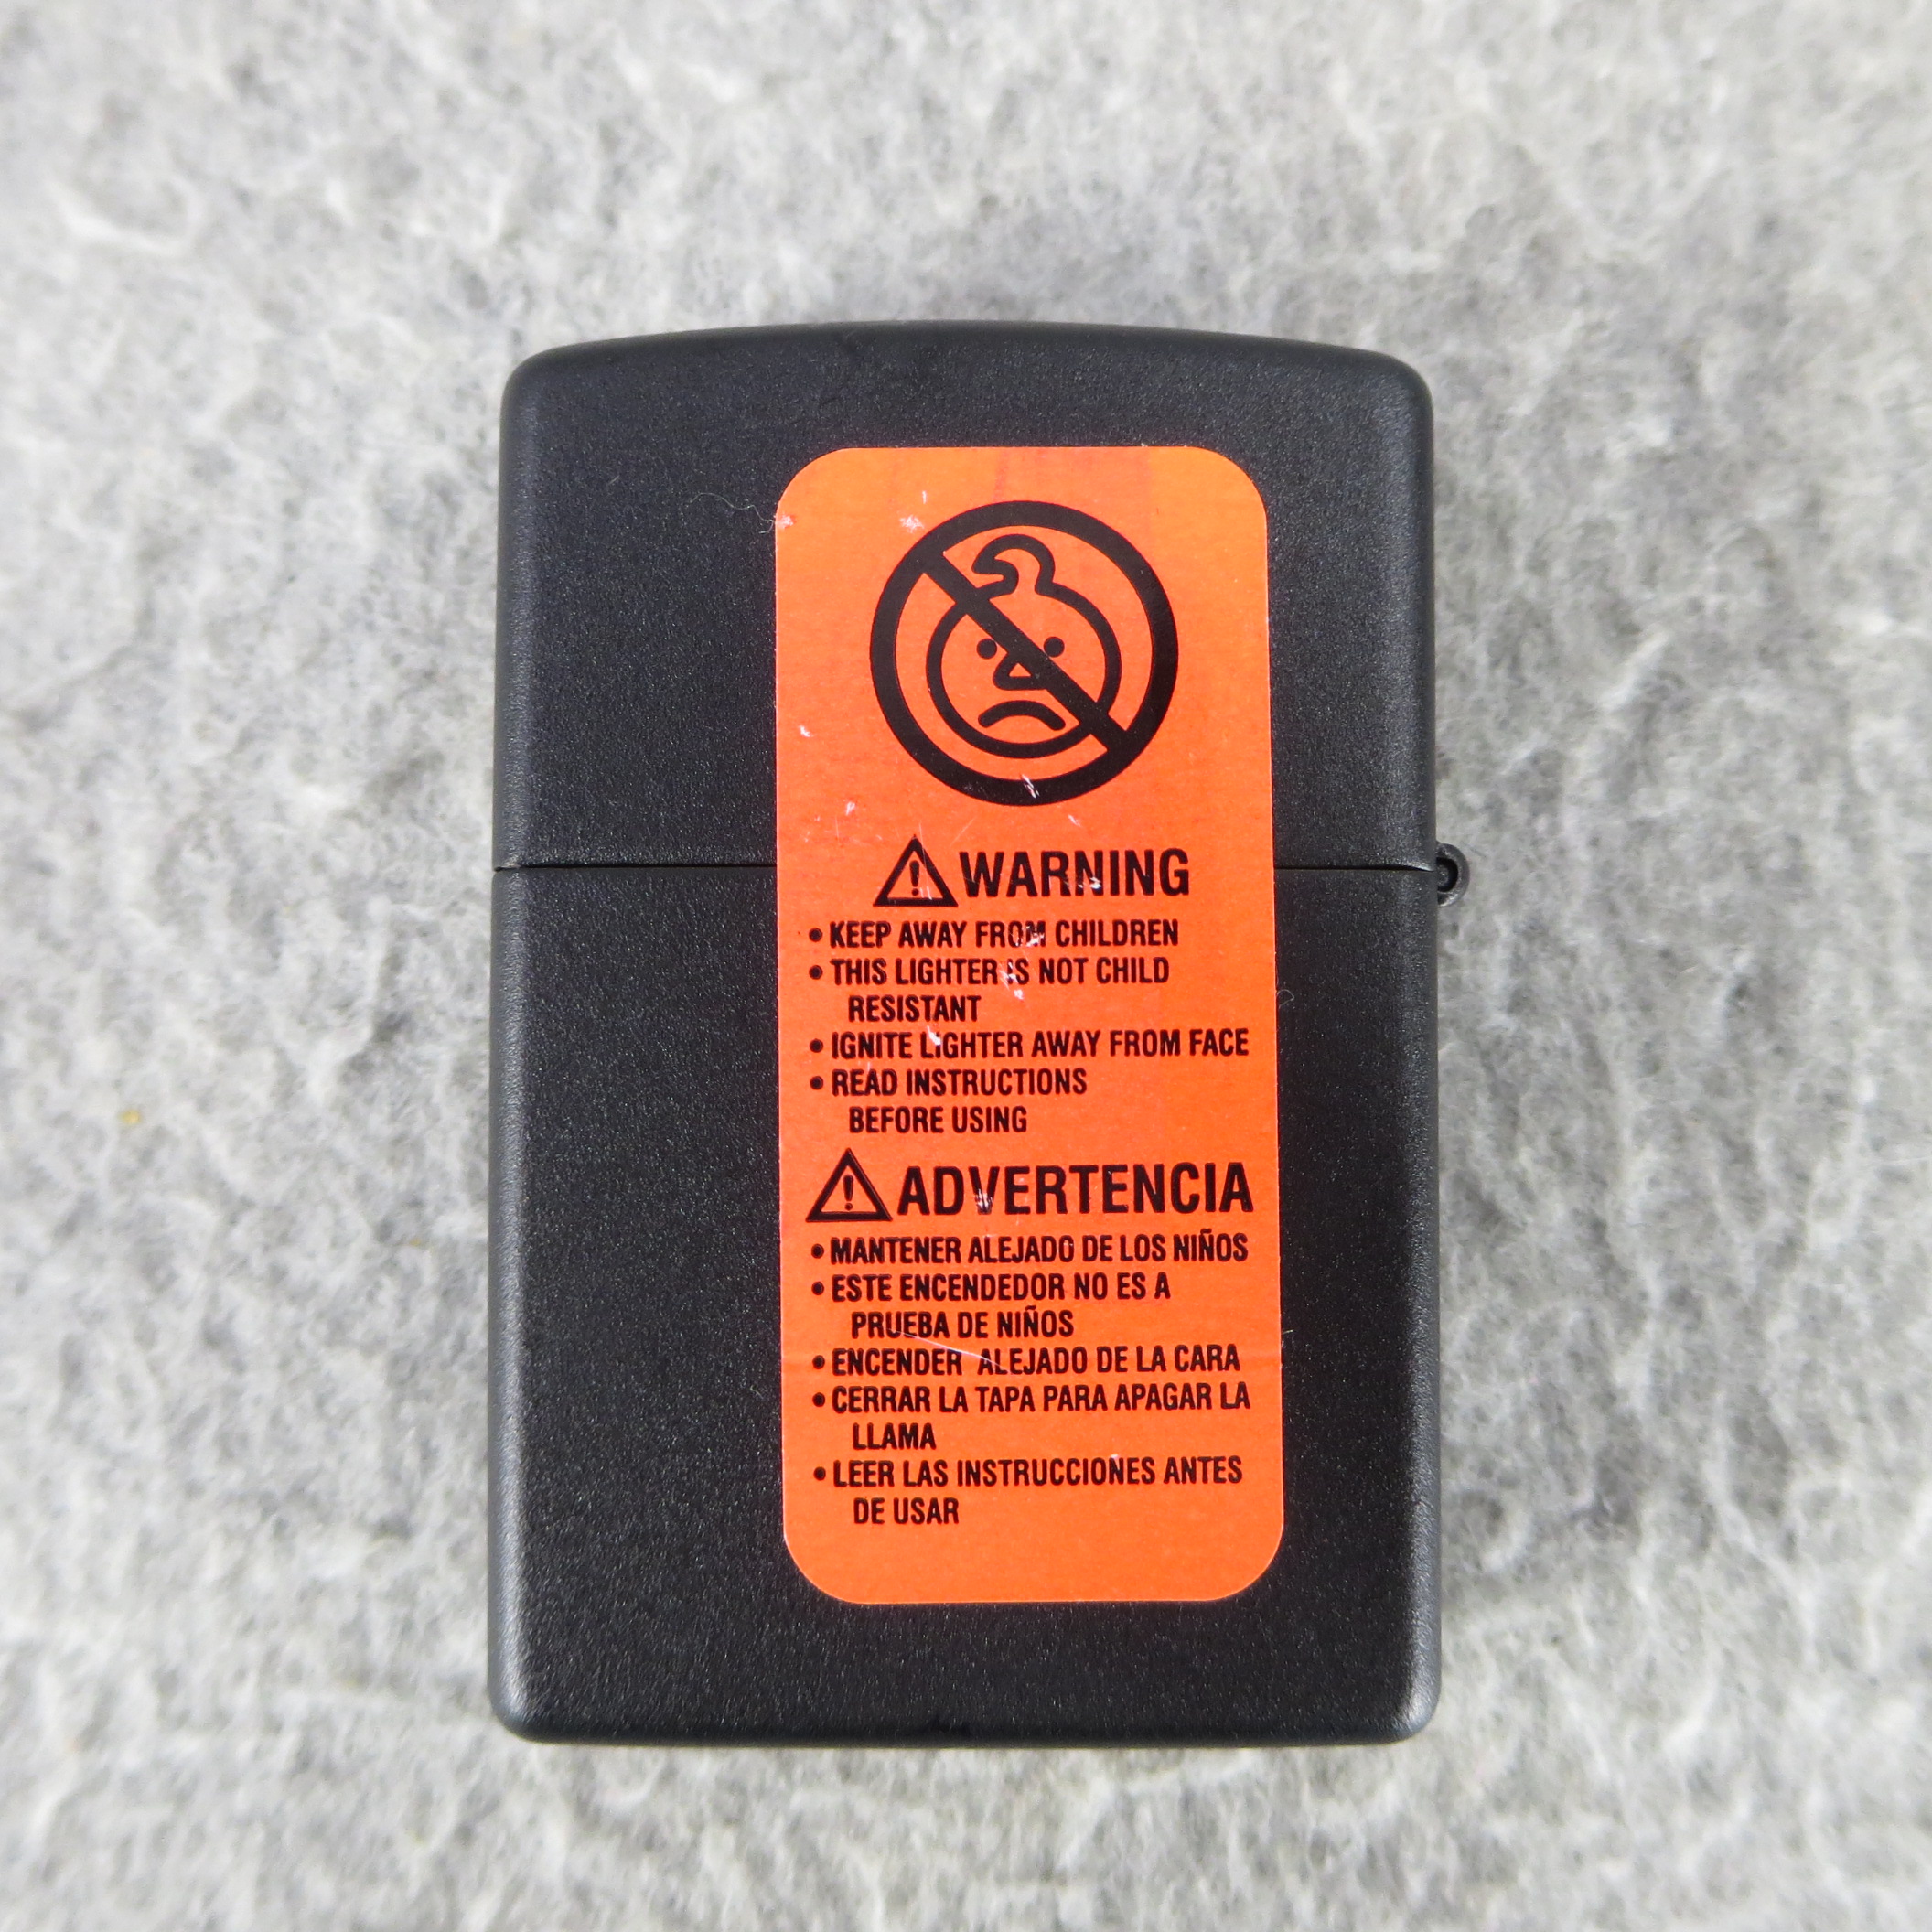 WARNING
• KEEP AWAY FROM CHILDREN
• THIS LIGHTER IS NOT CHILD
RESISTANT
• IGNITE LIGHTER AWAY FROM FACE
• READ INSTRUCTIONS
BEFORE USING
ADVERTENCIA
• MANTENER ALEJADO DE LOS NIÑOS
• ESTE ENCENDEDOR NO ES A
PRUEBA DE NIÑOS
• ENCENDER ALEJADO DE LA CARA
• CERRAR LA TAPA PARA APAGAR LA
LLAMA
• LEER LAS INSTRUCCIONES ANTES
DE USAR